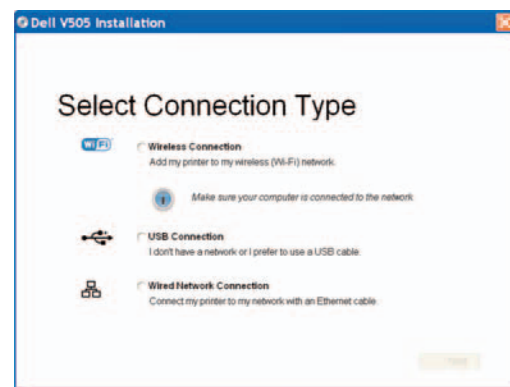 Dell V505 Installation
Select Connection Type
Wi Fi
Wireless Connection
Add my printer to my wireless (Wi-Fi) network.
Make sure your computer is connected to the network
USB Connection
I don't have a network or I prefer to use a USB cable.
Wired Network Connection
Connect my printer to my network with an Ethernet cable.